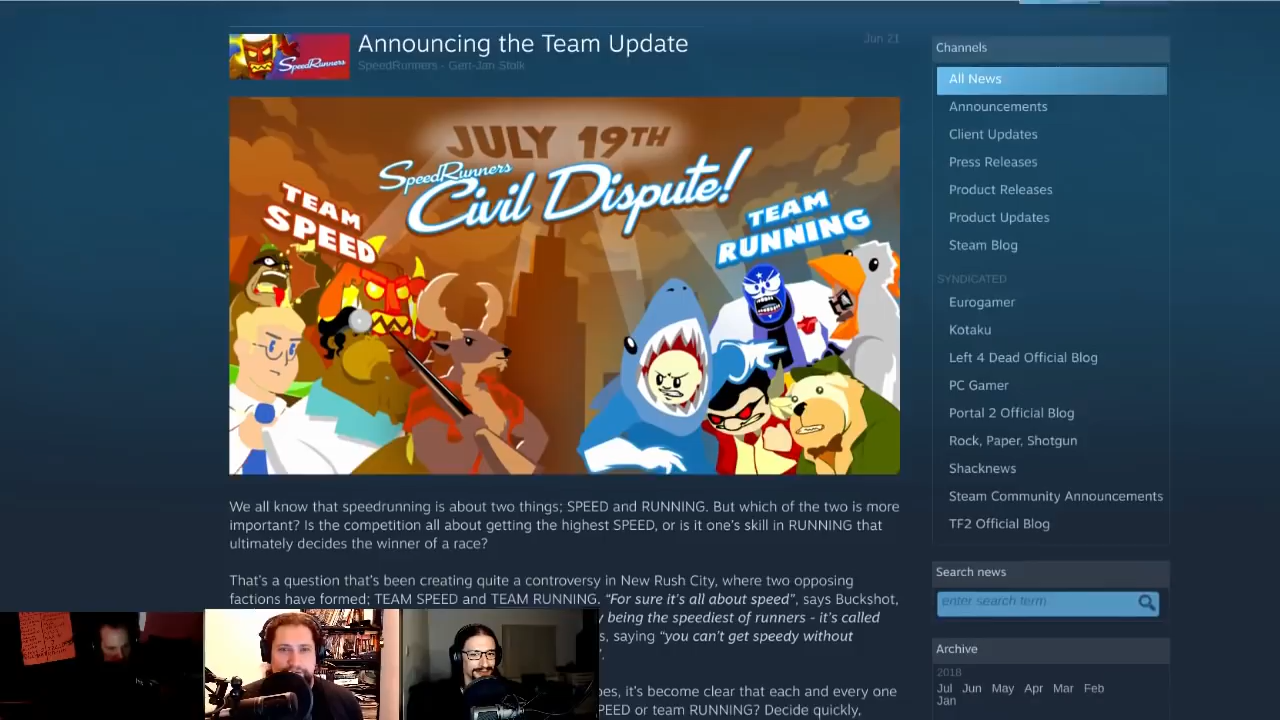 Announcing the Team Update
Jun 21
SpeedRunners
SpeedRunners - Gert-Jan Stolk
JULY 19TH
SpeedRunners
Civil Dispute!
TEAM
SPEED
TEAM
RUNNING
We all know that speedrunning is about two things; SPEED and RUNNING. But which of the two is more
important? Is the competition all about getting the highest SPEED, or is it one's skill in RUNNING that
ultimately decides the winner of a race?
That's a question that's been creating quite a controversy in New Rush City, where two opposing
factions have formed; TEAM SPEED and TEAM RUNNING. "For sure it's all about speed", says Buckshot,
being the speediest of runners - it's called
saying "you can't get speedy without
it's become clear that each and every one
or team RUNNING? Decide quickly,
Channels
All News
Announcements
Client Updates
Press Releases
Product Releases
Product Updates
Steam Blog
SYNDICATED
Eurogamer
Kotaku
Left 4 Dead Official Blog
PC Gamer
Portal 2 Official Blog
Rock, Paper, Shotgun
Shacknews
Steam Community Announcements
TF2 Official Blog
Search news
enter search term
Archive
2018
Jul Jun May Apr Mar Feb
Jan